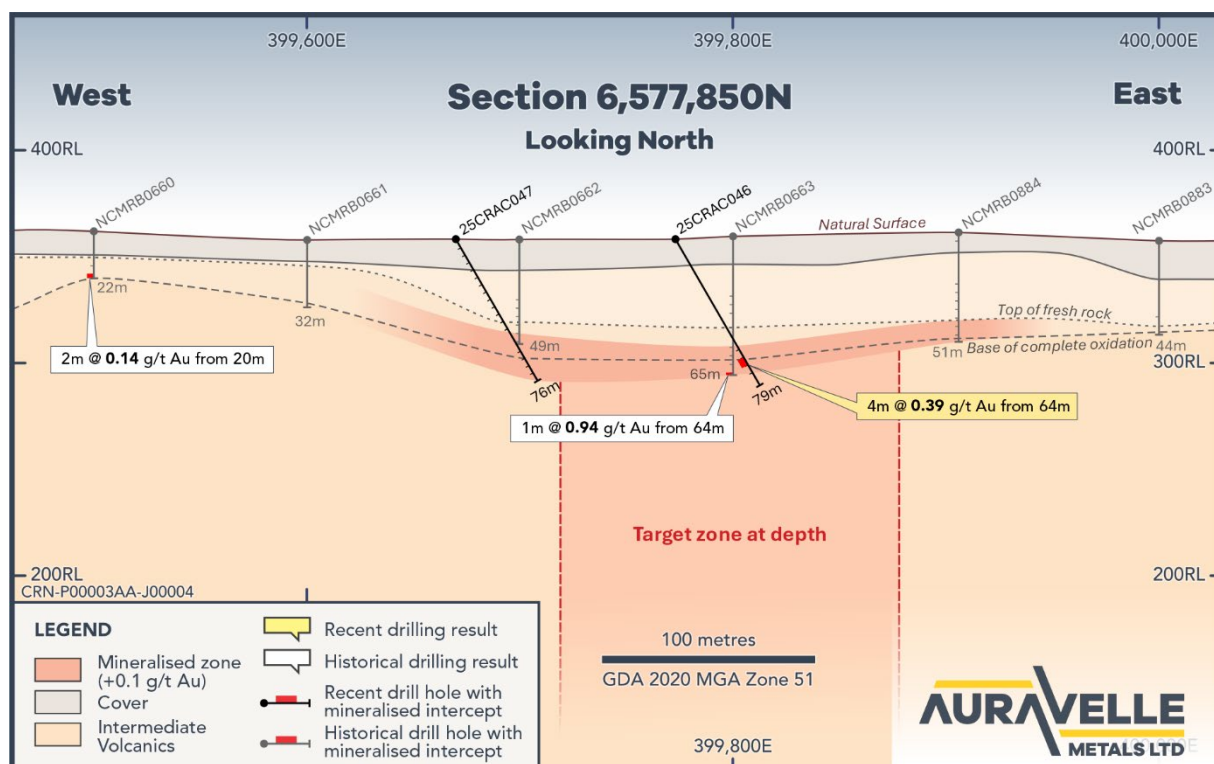 399,600E
399,800E
400,000E
West
Section 6,577,850N
East
Looking North
400RL
400RL
NCMRB0660
NCMRB0661
25CRAC047
NCMRB0662
25CRAC046
NCMRB0663
Natural Surface
NCMRB0884
NCMRB0883
22m
32m
49m
Top of fresh rock
Base of complete oxidation
51m
44m
2m @ 0.14 g/t Au from 20m
300RL
65m
76m
79m
4m @ 0.39 g/t Au from 64m
1m @ 0.94 g/t Au from 64m
Target zone at depth
200RL
200RL
CRN-P00003AA-J00004
LEGEND
Mineralised zone
(+0.1 g/t Au)
Cover
Intermediate
Volcanics
Recent drilling result
Historical drilling result
Recent drill hole with
mineralised intercept
Historical drill hole with
mineralised intercept
100 metres
GDA 2020 MGA Zone 51
399,800E
AURAVELLE
METALS LTD